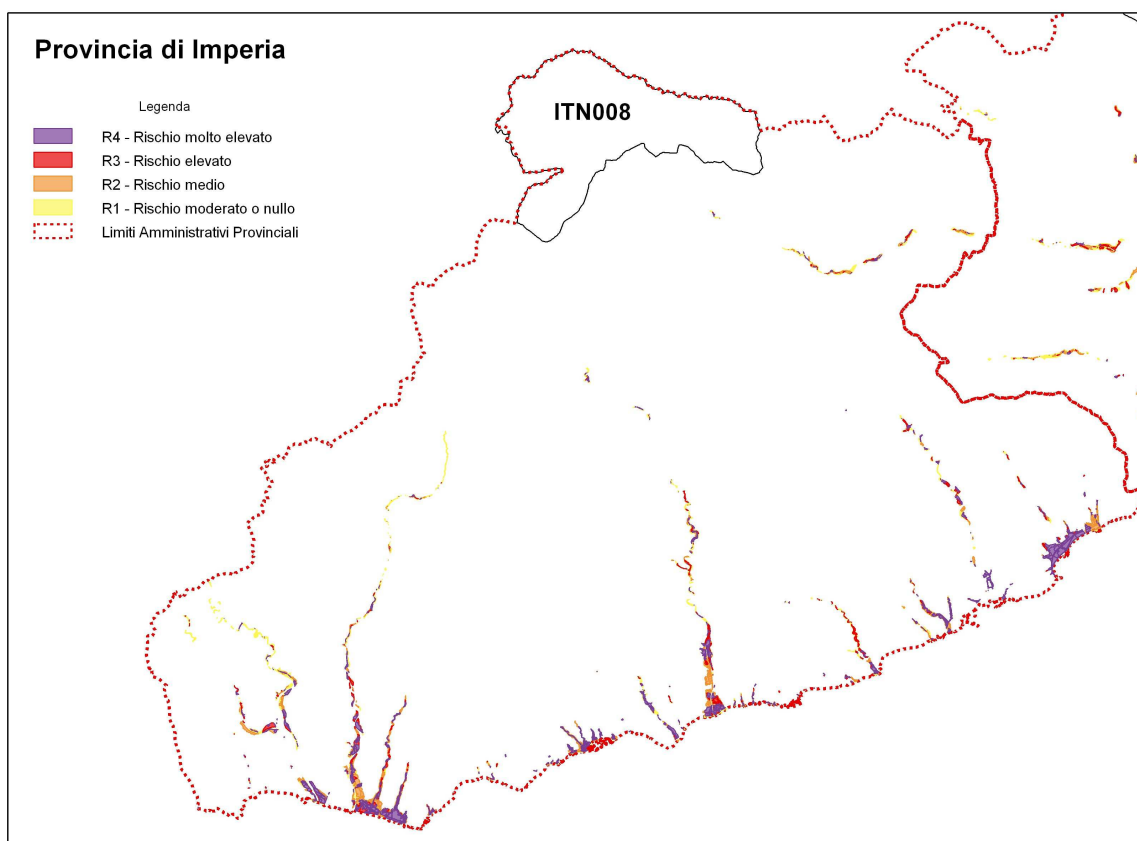 Provincia di Imperia
Legenda
R4 - Rischio molto elevato
R3 - Rischio elevato
R2 - Rischio medio
R1 - Rischio moderato o nullo
Limiti Amministrativi Provinciali
ITN008